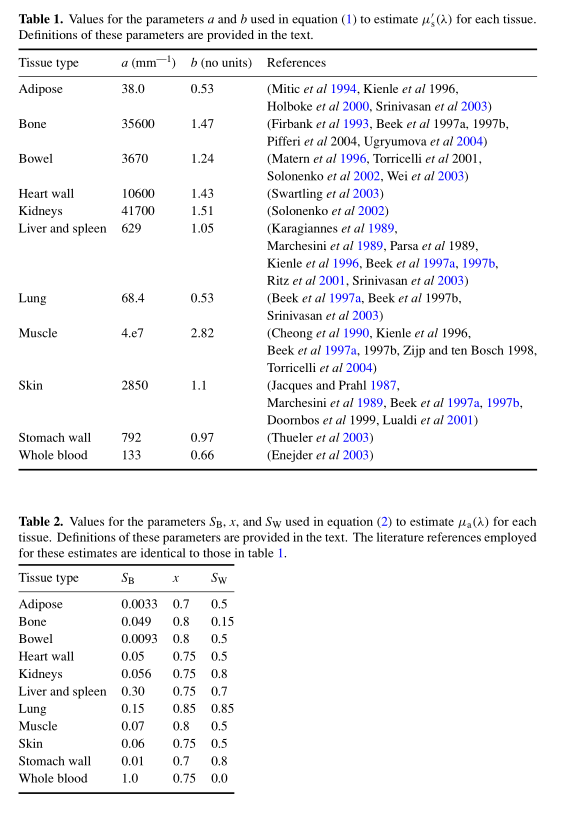 Table 1. Values for the parameters a and b used in equation (1) to estimate μ′s(λ) for each tissue.
Definitions of these parameters are provided in the text.
Tissue type a (mm—1) b (no units) References
Adipose 38.0 0.53 (Mitic et al 1994, Kienle et al 1996,
Holboke et al 2000, Srinivasan et al 2003)
Bone 35600 1.47 (Firbank et al 1993, Beek et al 1997a, 1997b,
Pifferi et al 2004, Ugryumova et al 2004)
Bowel 3670 1.24 (Matern et al 1996, Torricelli et al 2001,
Solonenko et al 2002, Wei et al 2003)
Heart wall 10600 1.43 (Swartling et al 2003)
Kidneys 41700 1.51 (Solonenko et al 2002)
Liver and spleen 629 1.05 (Karagiannes et al 1989,
Marchesini et al 1989, Parsa et al 1989,
Kienle et al 1996, Beek et al 1997a, 1997b,
Ritz et al 2001, Srinivasan et al 2003)
Lung 68.4 0.53 (Beek et al 1997a, Beek et al 1997b,
Srinivasan et al 2003)
Muscle 4.e7 2.82 (Cheong et al 1990, Kienle et al 1996,
Beek et al 1997a, 1997b, Zijp and ten Bosch 1998,
Torricelli et al 2004)
Skin 2850 1.1 (Jacques and Prahl 1987,
Marchesini et al 1989, Beek et al 1997a, 1997b,
Doornbos et al 1999, Lualdi et al 2001)
Stomach wall 792 0.97 (Thueler et al 2003)
Whole blood 133 0.66 (Enejder et al 2003)
Table 2. Values for the parameters SB, x, and SW used in equation (2) to estimate μa(λ) for each
tissue. Definitions of these parameters are provided in the text. The literature references employed
for these estimates are identical to those in table 1.
Tissue type SB x SW
Adipose 0.0033 0.7 0.5
Bone 0.049 0.8 0.15
Bowel 0.0093 0.8 0.5
Heart wall 0.05 0.75 0.5
Kidneys 0.056 0.75 0.8
Liver and spleen 0.30 0.75 0.7
Lung 0.15 0.85 0.85
Muscle 0.07 0.8 0.5
Skin 0.06 0.75 0.5
Stomach wall 0.01 0.7 0.8
Whole blood 1.0 0.75 0.0